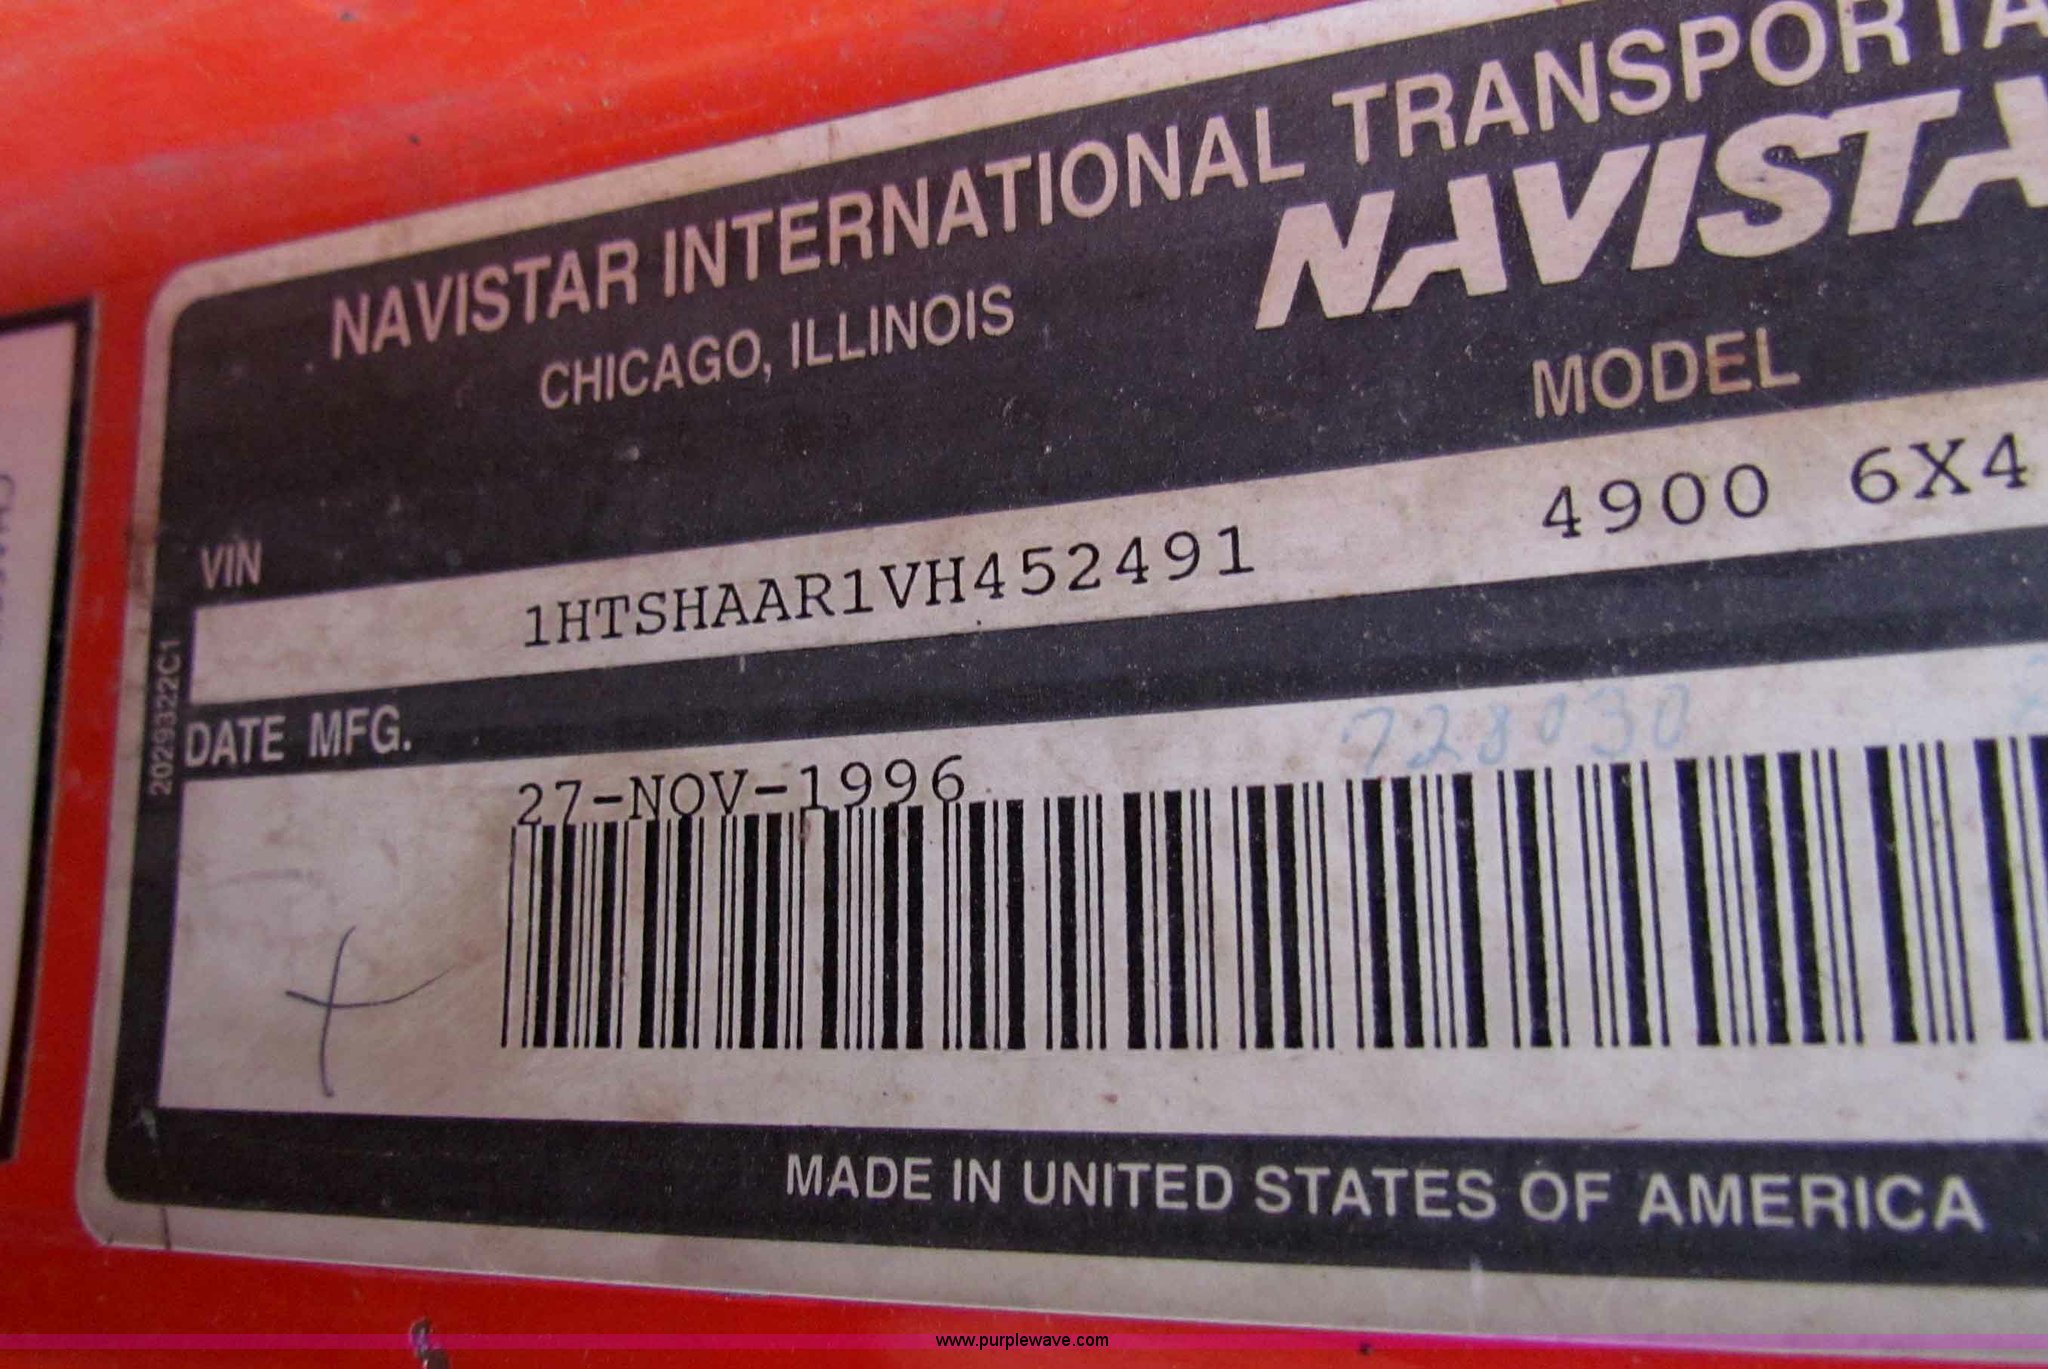 NAVISTAR INTERNATIONAL TRANSPORTA
CHICAGO, ILLINOIS
NAVISTA
MODEL
VIN
1HTSHAAR1VH452491
4900 6X4
2029322C1
DATE MFG.
27-NOV-1996
728030
MADE IN UNITED STATES OF AMERICA
www.purplewave.com